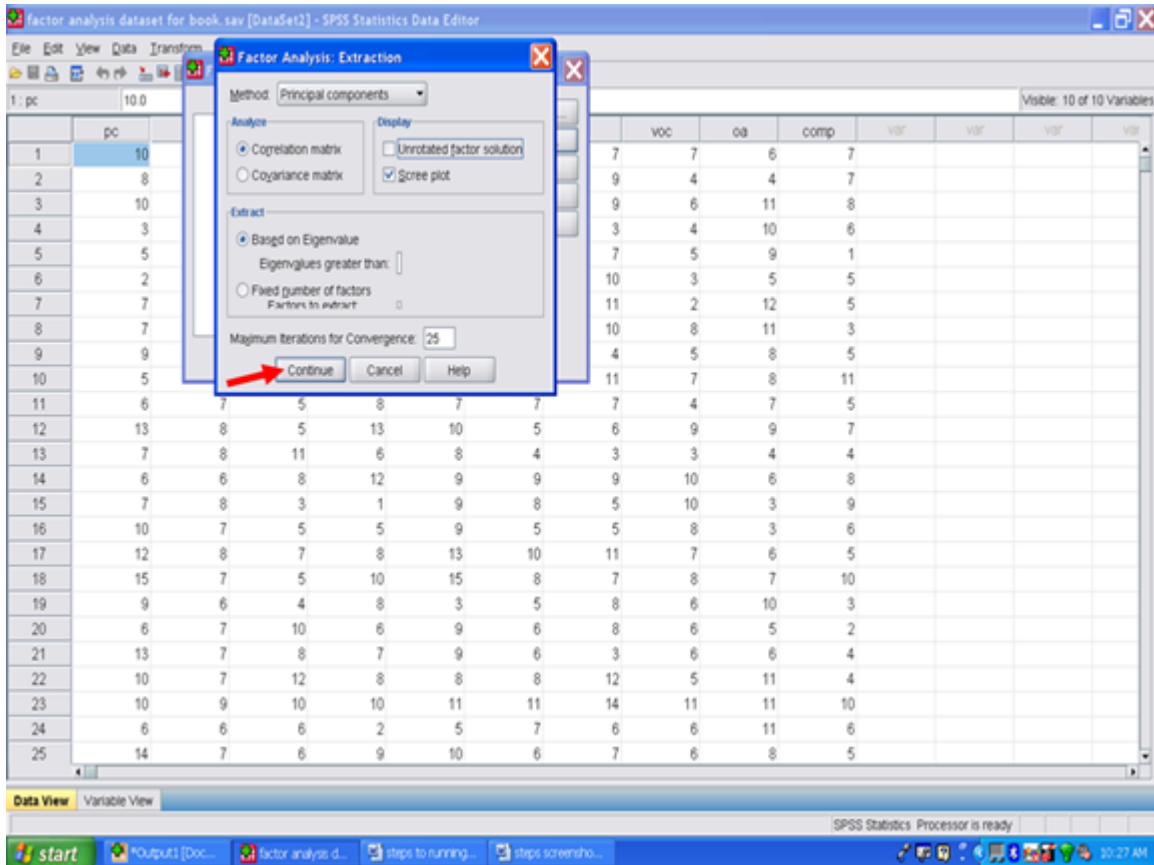 factor analysis dataset for book.sav [DataSet2] - SPSS Statistics Data Editor
File Edit View Data Transform
Factor Analysis: Extraction
1 : pc 10.0 Visible: 10 of 10 Variables
Method: Principal components
Analyze
Correlation matrix
Covariance matrix
Display
Unrotated factor solution
Scree plot
Extract
Based on Eigenvalue
Eigenvalues greater than:
Fixed number of factors
Factors to extract
Maximum Iterations for Convergence: 25
Continue Cancel Help
pc voc oa comp var var var var
1 10 7 7 6 7
2 8 9 4 4 7
3 10 9 6 11 8
4 3 3 4 10 6
5 5 7 5 9 1
6 2 10 3 5 5
7 7 11 2 12 5
8 7 10 8 11 3
9 9 4 5 8 5
10 5 11 7 8 11
11 6 7 5 8 7 7 7 4 7 5
12 13 8 5 13 10 5 6 9 9 7
13 7 8 11 6 8 4 3 3 4 4
14 6 6 8 12 9 9 9 10 6 8
15 7 8 3 1 9 8 5 10 3 9
16 10 7 5 5 9 5 5 8 3 6
17 12 8 7 8 13 10 11 7 6 5
18 15 7 5 10 15 8 7 8 7 10
19 9 6 4 8 3 5 8 6 10 3
20 6 7 10 6 9 6 8 6 5 2
21 13 7 8 7 9 6 3 6 6 4
22 10 7 12 8 8 8 12 5 11 4
23 10 9 10 10 11 11 14 11 11 10
24 6 6 6 2 5 7 6 6 11 6
25 14 7 6 9 10 6 7 6 8 5
Data View Variable View
SPSS Statistics Processor is ready
start *Output1 [Doc... factor analysis d... steps to running... steps screensho... 10:27 AM